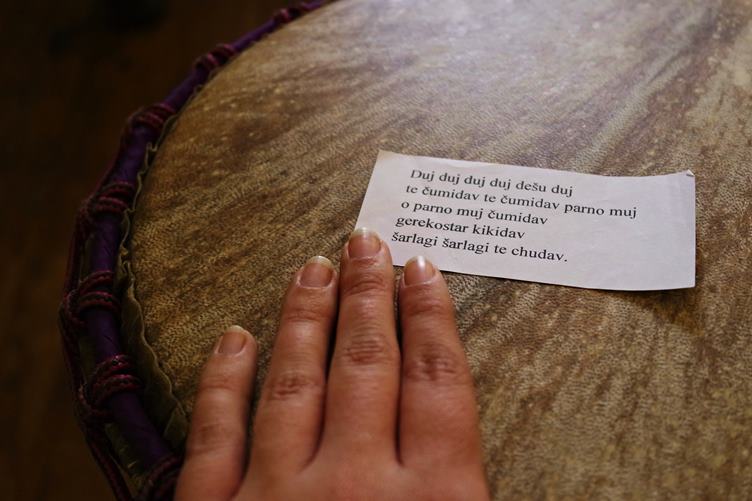 Duj duj duj duj dešu duj
te čumidav te čumidav parno muj
o parno muj čumidav
gerekostar kikidav
šarlagi šarlagi te chudav.